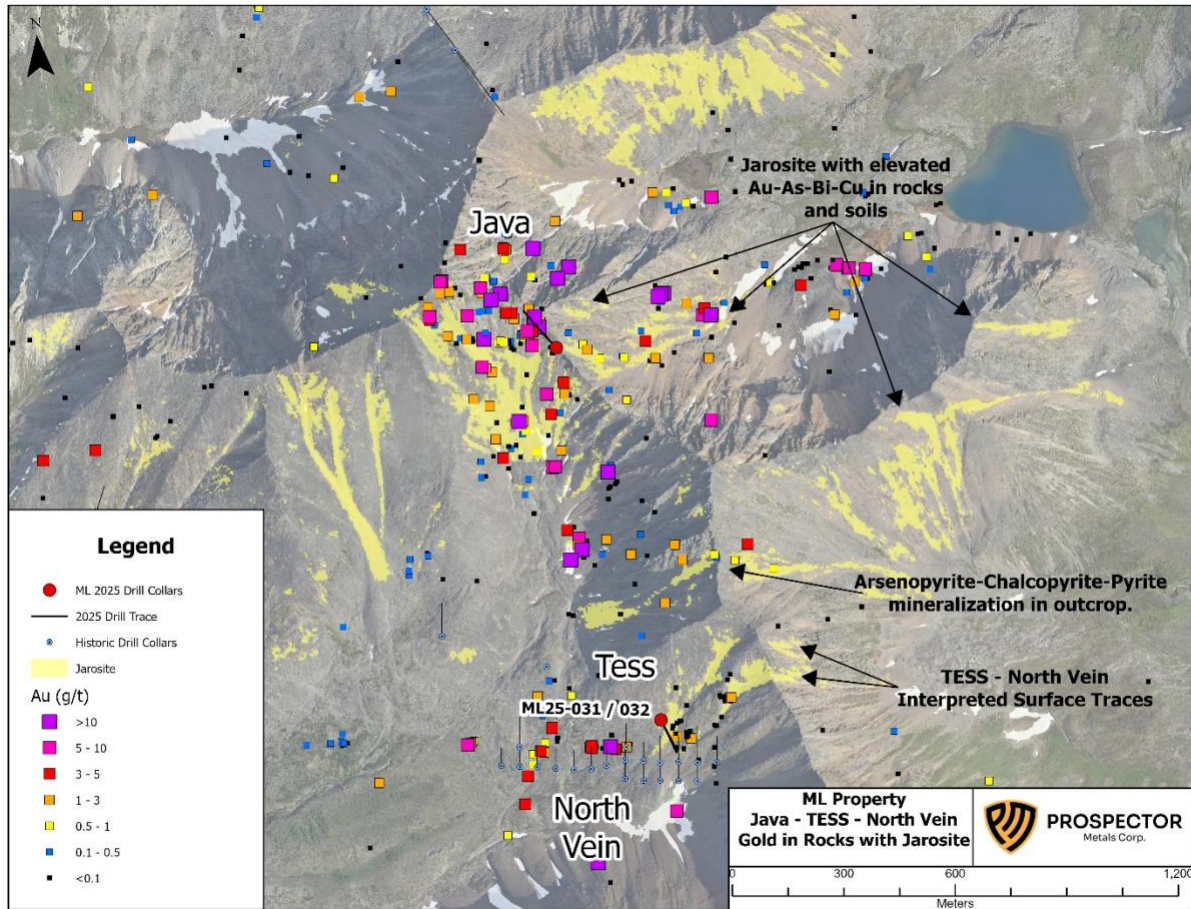 N
Jarosite with elevated
Au-As-Bi-Cu in rocks
and soils
Java
Arsenopyrite-Chalcopyrite-Pyrite
mineralization in outcrop.
Tess
TESS - North Vein
Interpreted Surface Traces
ML25-031 / 032
North
Vein
Legend
ML 2025 Drill Collars
2025 Drill Trace
Historic Drill Collars
Jarosite
Au (g/t)
>10
5 - 10
3 - 5
1 - 3
0.5 - 1
0.1 - 0.5
<0.1
ML Property
Java - TESS - North Vein
Gold in Rocks with Jarosite
PROSPECTOR
Metals Corp.
0 300 600 1,200
Meters